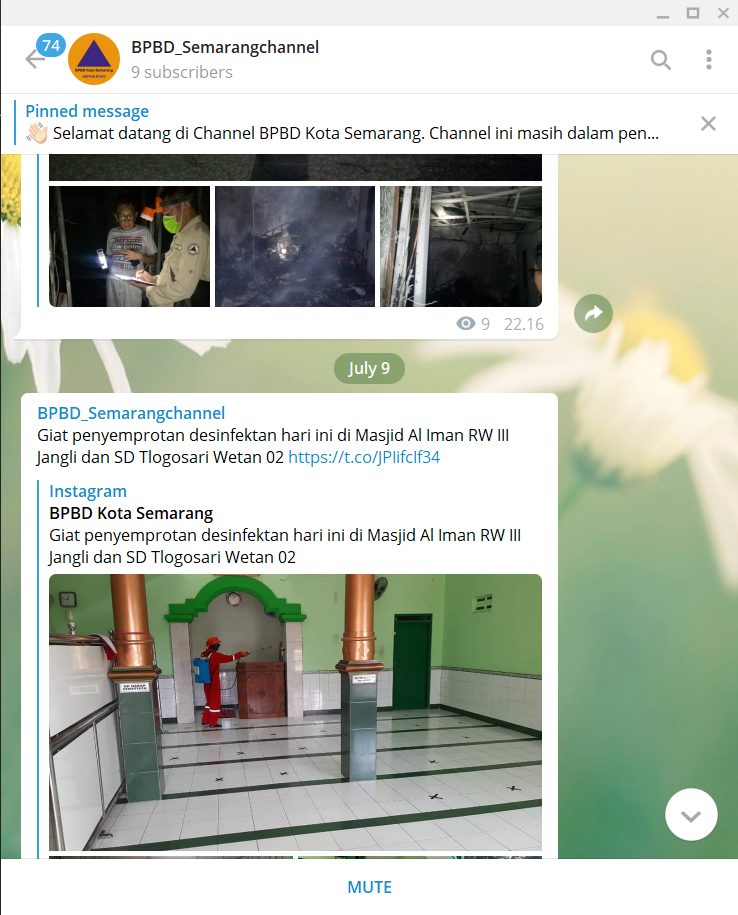 74
BPBD_Semarangchannel
9 subscribers
Pinned message
👋🏻 Selamat datang di Channel BPBD Kota Semarang. Channel ini masih dalam pen...
9 22.16
July 9
BPBD_Semarangchannel
Giat penyemprotan desinfektan hari ini di Masjid Al Iman RW III
Jangli dan SD Tlogosari Wetan 02 https://t.co/JPlifclf34
Instagram
BPBD Kota Semarang
Giat penyemprotan desinfektan hari ini di Masjid Al Iman RW III
Jangli dan SD Tlogosari Wetan 02
MUTE